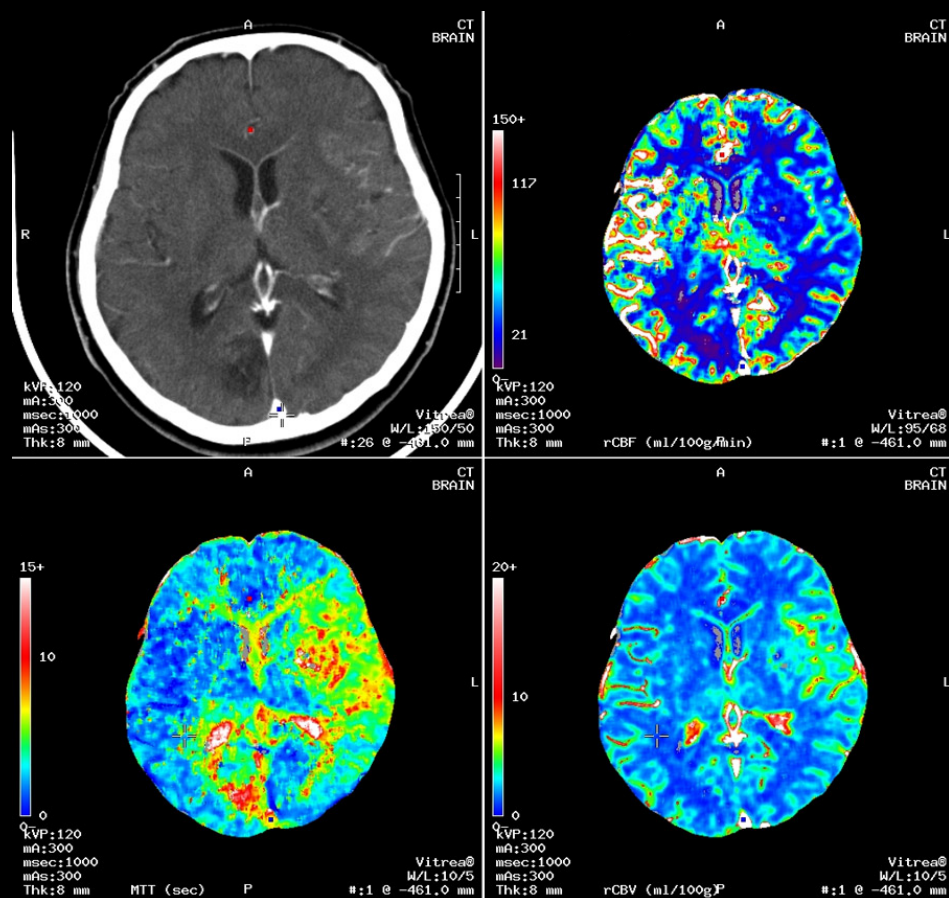 A
CT
BRAIN
R
L
kVP:120
mA:300
msec:1000
mAs:300
Thk:8 mm
P
Vitrea®
W/L:150/50
#:26 @ -461.0 mm
A
CT
BRAIN
150+
117
21
0
L
kVP:120
mA:300
msec:1000
mAs:300
Thk:8 mm
rCBF (ml/100g/min)
P
Vitrea®
W/L:95/68
#:1 @ -461.0 mm
A
CT
BRAIN
15+
10
0
0
L
kVP:120
mA:300
msec:1000
mAs:300
Thk:8 mm
MTT (sec)
P
Vitrea®
W/L:10/5
#:1 @ -461.0 mm
A
CT
BRAIN
20+
10
0
0
L
kVP:120
mA:300
msec:1000
mAs:300
Thk:8 mm
rCBV (ml/100g)
P
Vitrea®
W/L:10/5
#:1 @ -461.0 mm